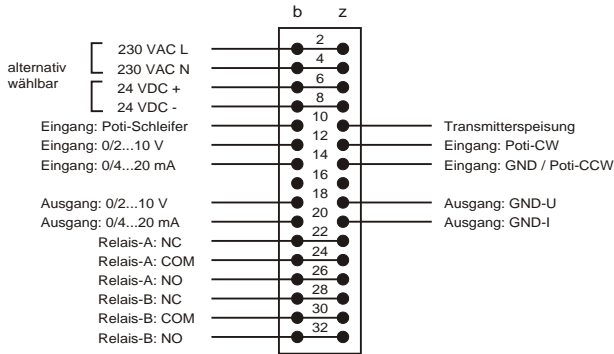 b z
230 VAC L 2
230 VAC N 4
alternativ
wählbar
24 VDC + 6
24 VDC - 8
Eingang: Poti-Schleifer 10 Transmitterspeisung
Eingang: 0/2...10 V 12 Eingang: Poti-CW
Eingang: 0/4...20 mA 14 Eingang: GND / Poti-CCW
16
Ausgang: 0/2...10 V 18 Ausgang: GND-U
Ausgang: 0/4...20 mA 20 Ausgang: GND-I
Relais-A: NC 22
Relais-A: COM 24
Relais-A: NO 26
Relais-B: NC 28
Relais-B: COM 30
Relais-B: NO 32